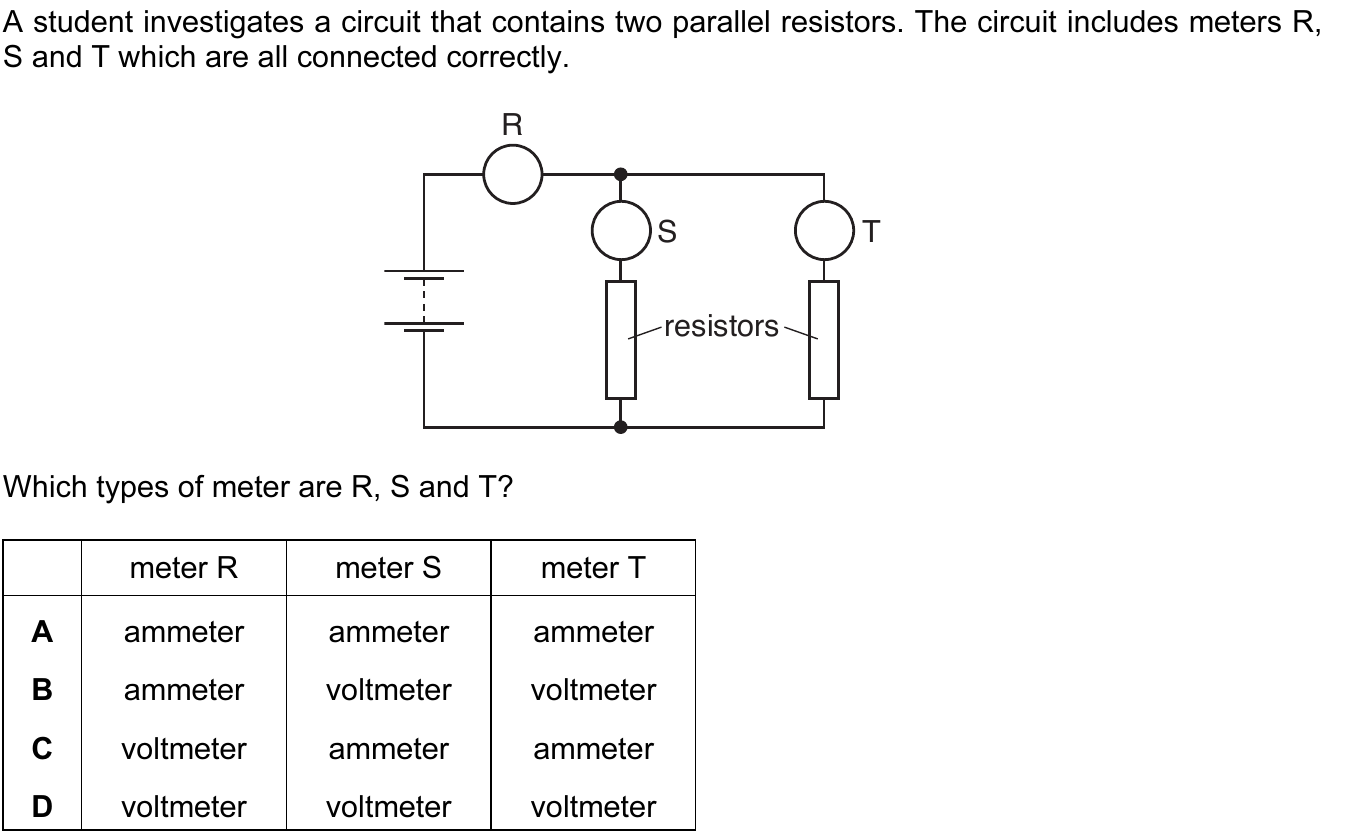 A student investigates a circuit that contains two parallel resistors. The circuit includes meters R,
S and T which are all connected correctly.
R
S
T
resistors
Which types of meter are R, S and T?
meter R meter S meter T
A ammeter ammeter ammeter
B ammeter voltmeter voltmeter
C voltmeter ammeter ammeter
D voltmeter voltmeter voltmeter